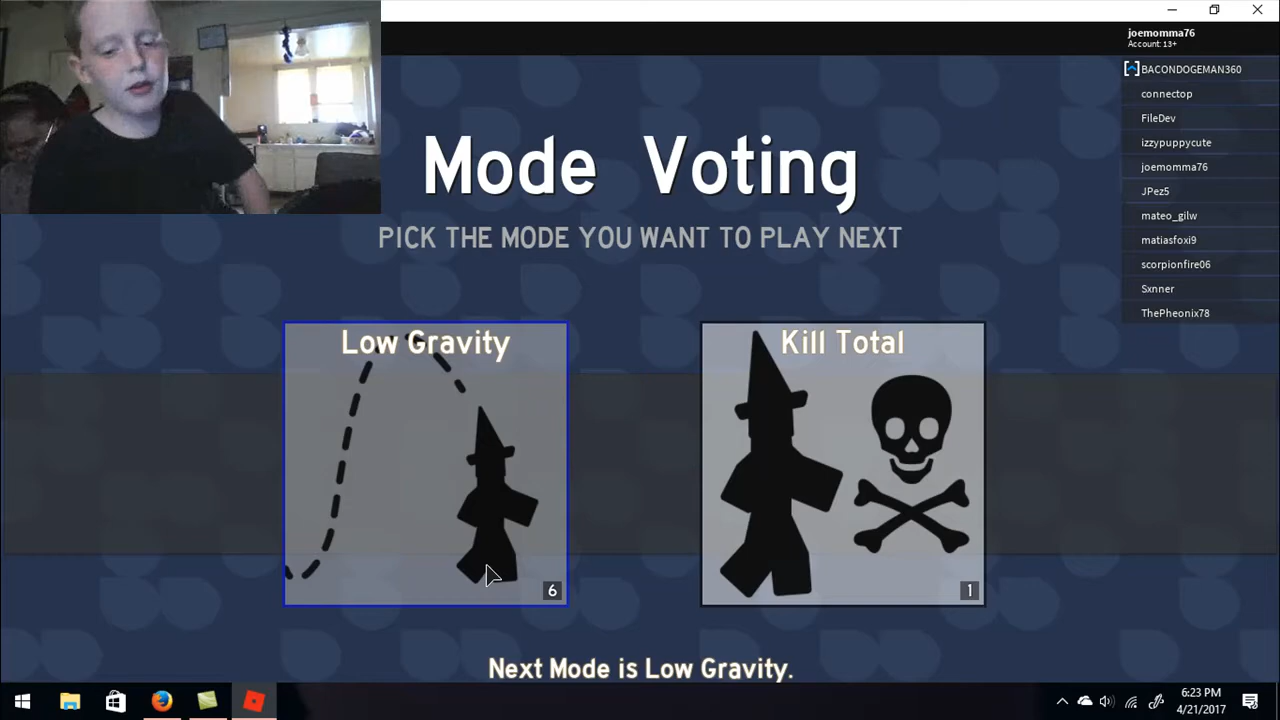 joemomma76
Account: 13+
BACONDOGEMAN360
connectop
FileDev
izzypuppycute
joemomma76
JPez5
mateo_gilw
matiasfoxi9
scorpionfire06
Sxnner
ThePheonix78
Mode Voting
PICK THE MODE YOU WANT TO PLAY NEXT
Low Gravity
6
Kill Total
1
Next Mode is Low Gravity.
6:23 PM
4/21/2017